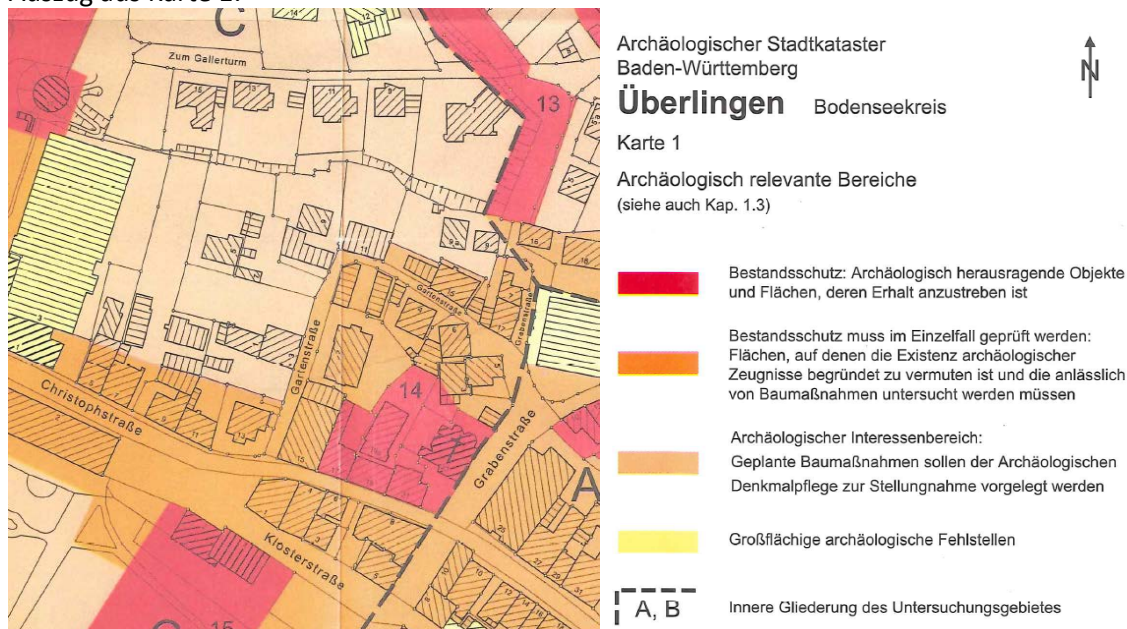 Auszug aus Karte 1:
C
Zum Gallerturm
13
Gartenstraße
Gartenstraße
Grabenstraße
14
Christophstraße
Grabenstraße
A
Klosterstraße
15
Archäologischer Stadtkataster
Baden-Württemberg
Überlingen Bodenseekreis
N
Karte 1
Archäologisch relevante Bereiche
(siehe auch Kap. 1.3)
Bestandsschutz: Archäologisch herausragende Objekte
und Flächen, deren Erhalt anzustreben ist
Bestandsschutz muss im Einzelfall geprüft werden:
Flächen, auf denen die Existenz archäologischer
Zeugnisse begründet zu vermuten ist und die anlässlich
von Baumaßnahmen untersucht werden müssen
Archäologischer Interessenbereich:
Geplante Baumaßnahmen sollen der Archäologischen
Denkmalpflege zur Stellungnahme vorgelegt werden
Großflächige archäologische Fehlstellen
A, B Innere Gliederung des Untersuchungsgebietes